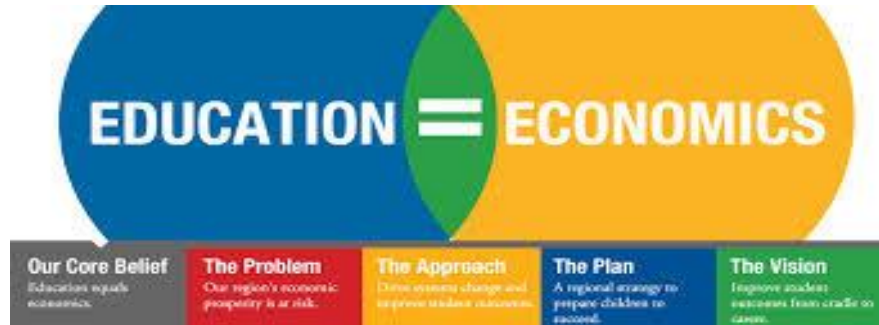 EDUCATION = ECONOMICS
Our Core Belief
Education equals
economics.
The Problem
Our region's economic
prosperity is at risk.
The Approach
Drive systems change and
improve student outcomes.
The Plan
A regional strategy to
prepare children to
succeed.
The Vision
Improve student
outcomes from cradle to
career.